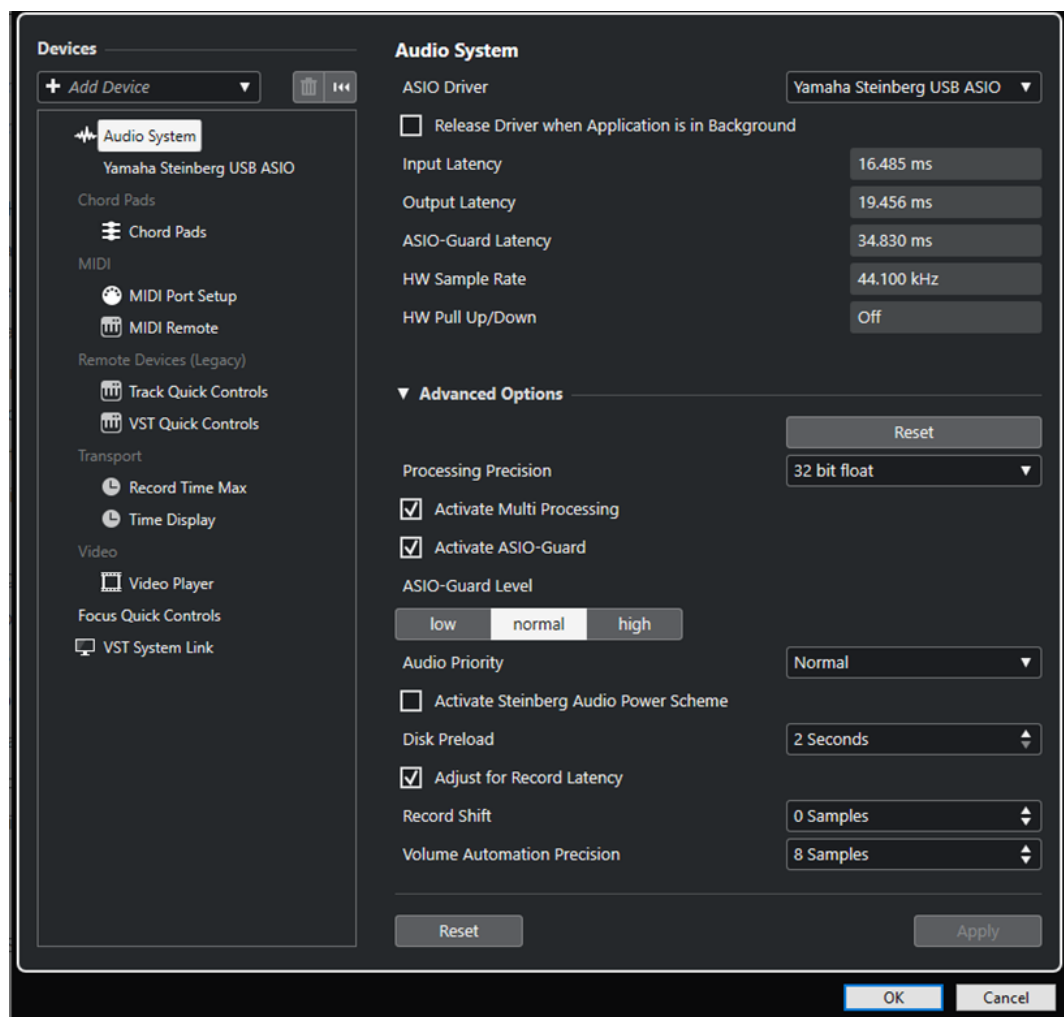 Devices
Add Device
Audio System
Yamaha Steinberg USB ASIO
Chord Pads
Chord Pads
MIDI
MIDI Port Setup
MIDI Remote
Remote Devices (Legacy)
Track Quick Controls
VST Quick Controls
Transport
Record Time Max
Time Display
Video
Video Player
Focus Quick Controls
VST System Link
Audio System
ASIO Driver Yamaha Steinberg USB ASIO
Release Driver when Application is in Background
Input Latency 16.485 ms
Output Latency 19.456 ms
ASIO-Guard Latency 34.830 ms
HW Sample Rate 44.100 kHz
HW Pull Up/Down Off
Advanced Options
Reset
Processing Precision 32 bit float
Activate Multi Processing
Activate ASIO-Guard
ASIO-Guard Level
low normal high
Audio Priority Normal
Activate Steinberg Audio Power Scheme
Disk Preload 2 Seconds
Adjust for Record Latency
Record Shift 0 Samples
Volume Automation Precision 8 Samples
Reset Apply
OK Cancel